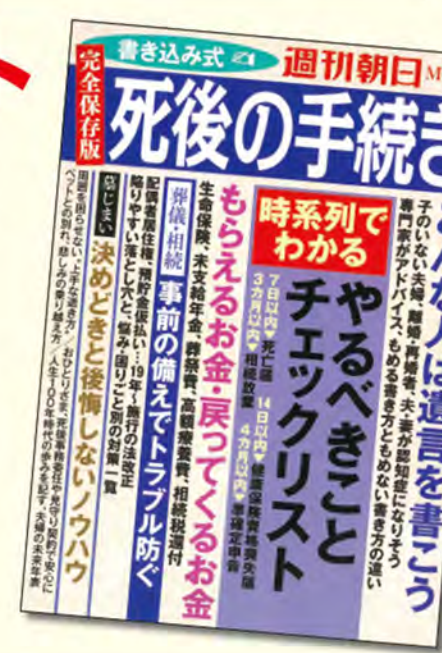 完全保存版
書き込み式
週刊朝日M
死後の手続き
こんな人は遺言を書こう
子のいない夫婦、離婚・再婚者、夫・妻が認知症になりそう
専門家がアドバイス、もめる書き方ともめない書き方の違い
時系列でわかる
やるべきこと
チェックリスト
7日以内▼死亡届 14日以内▼健康保険資格喪失届
3カ月以内▼相続放棄 4カ月以内▼準確定申告
もらえるお金・戻ってくるお金
生命保険、未支給年金、葬祭費、高額療養費、相続税還付
葬儀・相続
事前の備えでトラブル防ぐ
配偶者居住権、預貯金仮払い…19年〜施行の法改正
陥りやすい落とし穴と、悩み・困りごと別の対策一覧
墓じまい
決めどきと後悔しないノウハウ
周囲を困らせない、上手な逝き方/おひとりさま、死後事務委任や見守り契約で安心に
ペットとの別れ、悲しみの乗り越え方/人生100年時代の歩みを記す、夫婦の未来年表